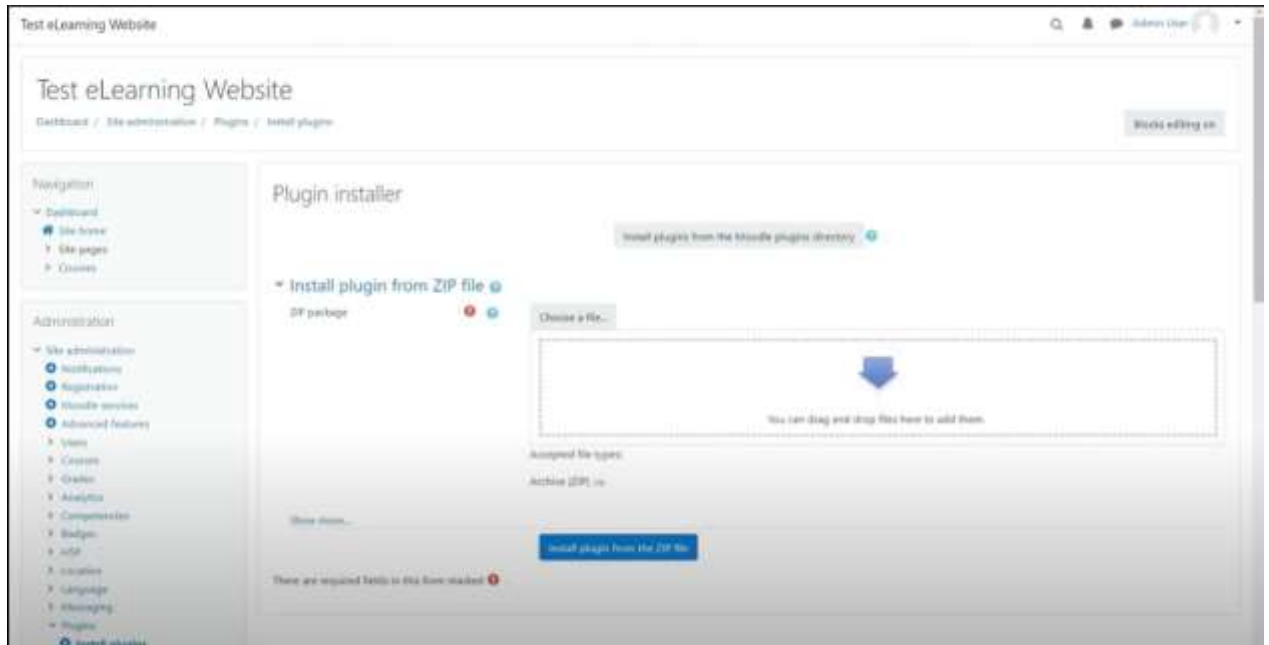 Test eLearning Website
Admin User
Test eLearning Website
Dashboard / Site administration / Plugins / Install plugins
Blocks editing on
Navigation
Dashboard
Site home
Site pages
Courses
Administration
Site administration
Notifications
Registration
Moodle services
Advanced features
Users
Courses
Grades
Analytics
Competencies
Badges
H5P
Location
Language
Messaging
Plugins
Install plugins
Plugin installer
Install plugins from the Moodle plugins directory
Install plugin from ZIP file
ZIP package
Choose a file...
You can drag and drop files here to add them.
Accepted file types:
Archive (ZIP) .zip
Show more...
Install plugin from the ZIP file
There are required fields in this form marked